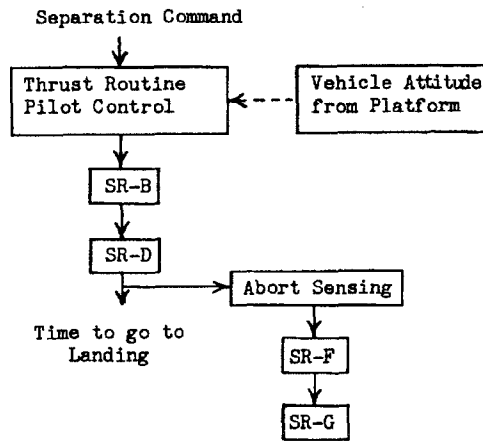 Separation Command
Thrust Routine
Pilot Control
Vehicle Attitude
from Platform
SR-B
SR-D
Abort Sensing
Time to go to
Landing
SR-F
SR-G